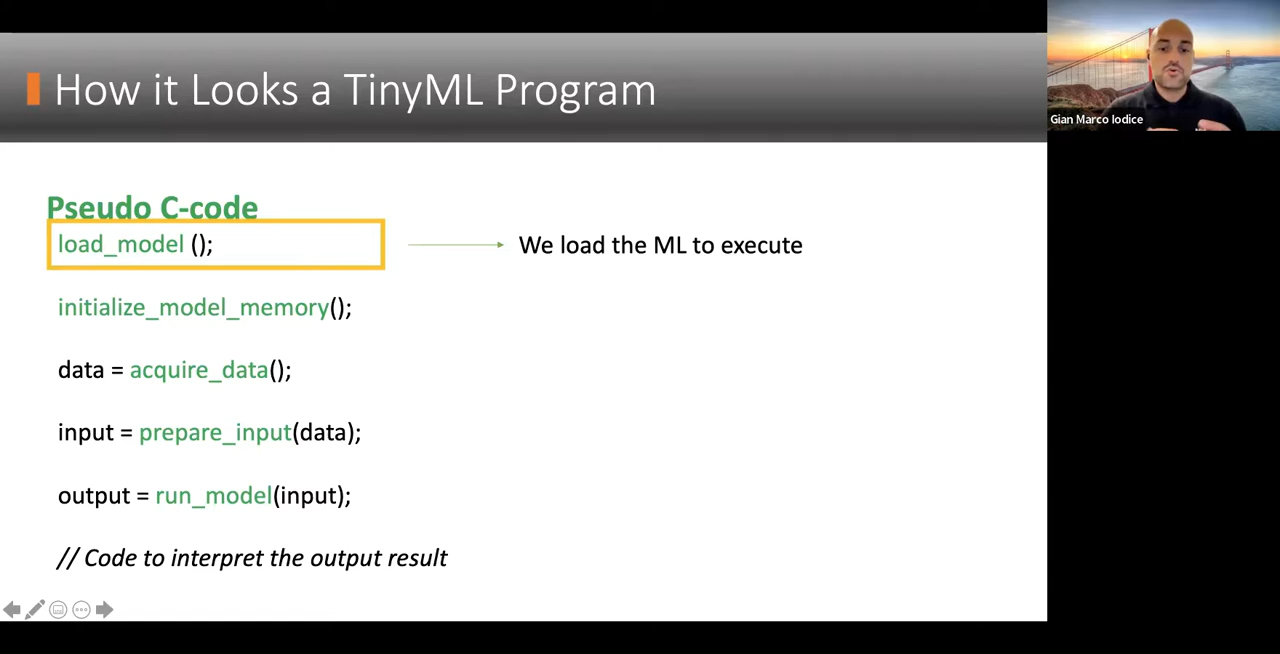 How it Looks a TinyML Program
Gian Marco Iodice
Pseudo C-code
load_model ();
We load the ML to execute
initialize_model_memory();
data = acquire_data();
input = prepare_input(data);
output = run_model(input);
// Code to interpret the output result